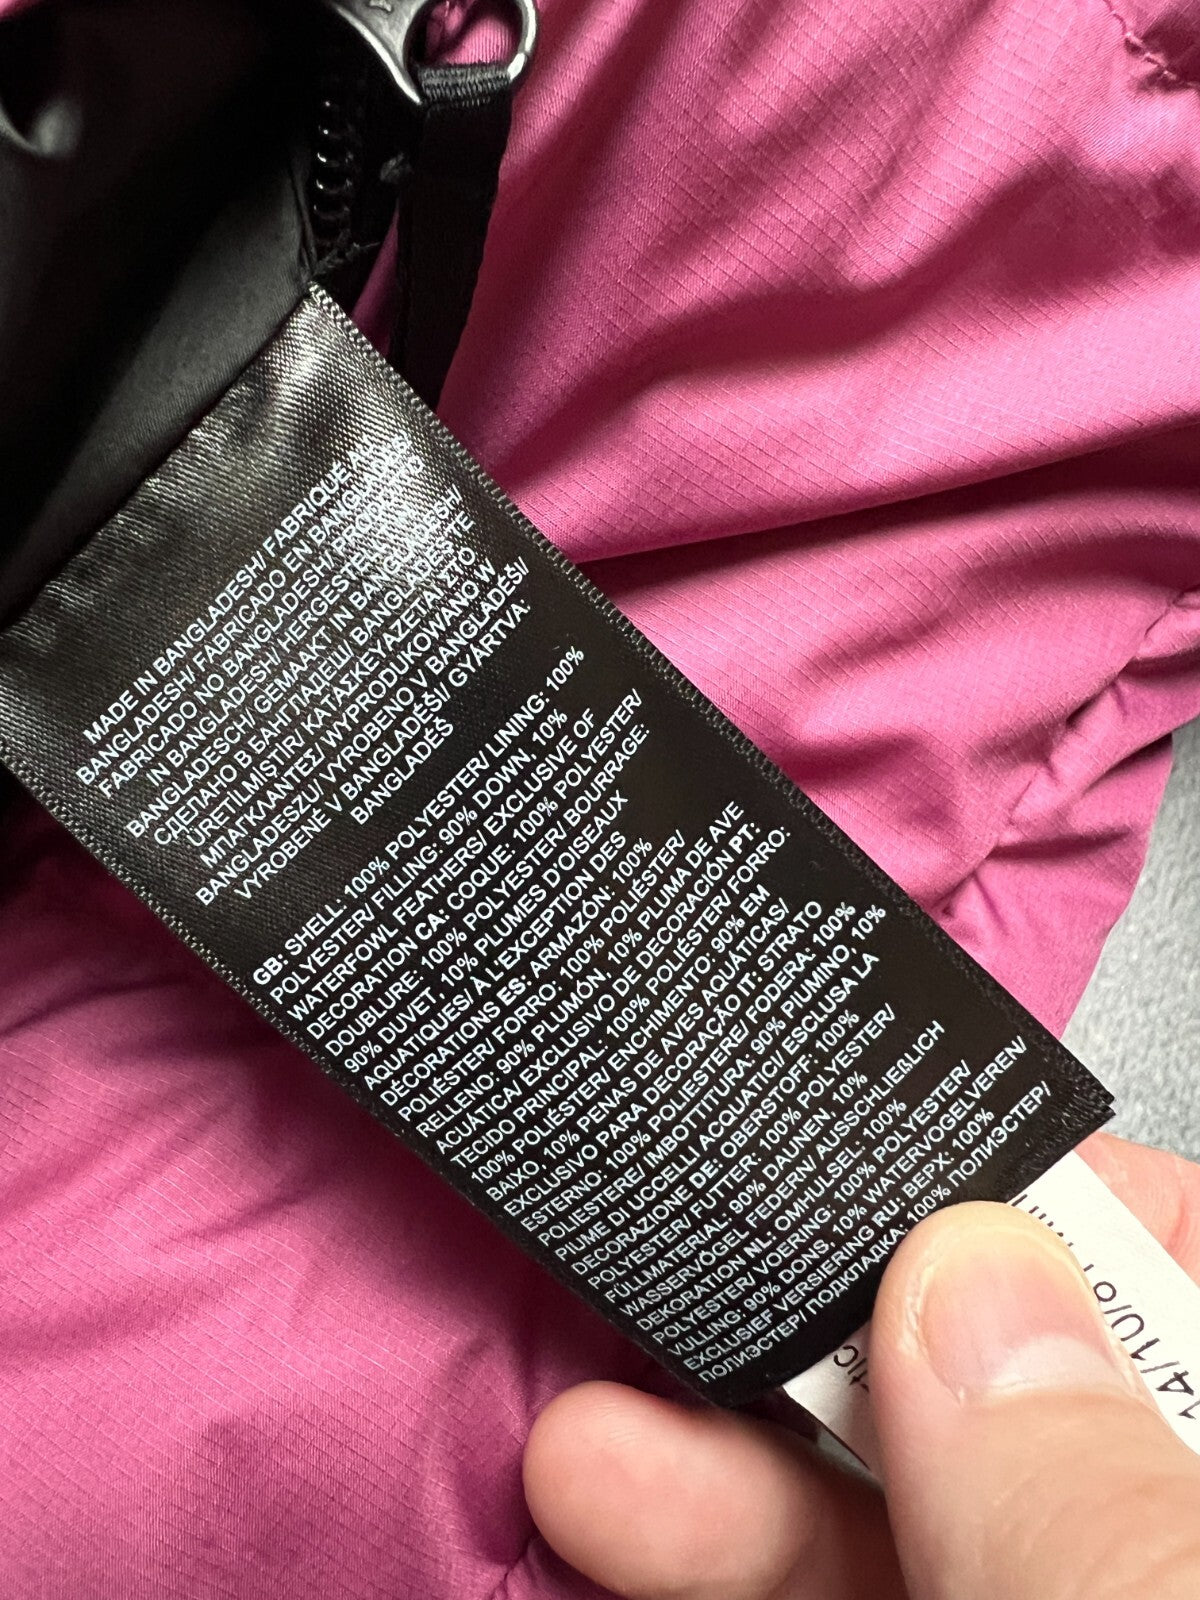 MADE IN BANGLADESH/ FABRIQUE AU
BANGLADESH/ FABRICADO EN BANGLADES
FABRICADO NO BANGLADESH/
IN BANGLADESH/ HERGESTELLT IN
BANGLADESCH/ GEMAAKT IN BANGLADESH/
СДЕЛАНО В БАНГЛАДЕШ/ BANGLADEŞ'TE
ÜRETİLMİŞTİR/ ΚΑΤΑΣΚΕΥΑΖΕΤΑΙ ΣΤΟ
ΜΠΑΓΚΛΑΝΤΕΣ/ WYPRODUKOWANO W
BANGLADESZU/ VYROBENO V BANGLADÉŠI/
VYROBENÉ V BANGLADÉŠI/ GYÁRTVA:
BANGLADÉŠ
GB: SHELL: 100% POLYESTER/ LINING: 100%
POLYESTER/ FILLING: 90% DOWN, 10%
WATERFOWL FEATHERS/ EXCLUSIVE OF
DECORATION CA: COQUE: 100% POLYESTER/
DOUBLURE: 100% POLYESTER/ BOURRAGE:
90% DUVET, 10% PLUMES D'OISEAUX
AQUATIQUES/ À L'EXCEPTION DES
DÉCORATIONS ES: ARMAZÓN: 100%
POLIÉSTER/ FORRO: 100% POLIÉSTER/
RELLENO: 90% PLUMÓN, 10% PLUMA DE AVE
ACUÁTICA/ EXCLUSIVO DE DECORACIÓN PT:
TECIDO PRINCIPAL: 100% POLIÉSTER/ FORRO:
100% POLIÉSTER/ ENCHIMENTO: 90% EM
BAIXO, 10% PENAS DE AVES AQUÁTICAS/
EXCLUSIVO PARA DECORAÇÃO IT: STRATO
ESTERNO: 100% POLIESTERE/ FODERA: 100%
POLIESTERE/ IMBOTTITURA: 90% PIUMINO, 10%
PIUME DI UCCELLI ACQUATICI/ ESCLUSA LA
DECORAZIONE DE: OBERSTOFF: 100%
POLYESTER/ FUTTER: 100% POLYESTER/
FÜLLMATERIAL: 90% DAUNEN, 10%
WASSERVÖGEL FEDERN/ AUSSCHLIEßLICH
DEKORATION NL: OMHULSEL: 100%
POLYESTER/ VOERING: 100% POLYESTER/
VULLING: 90% DONS, 10% WATERVOGELVEREN/
EXCLUSIEF VERSIERING RU: ВЕРХ: 100%
ПОЛИЭСТЕР/ ПОДКЛАДКА: 100% ПОЛИЭСТЕР/
14/10/8